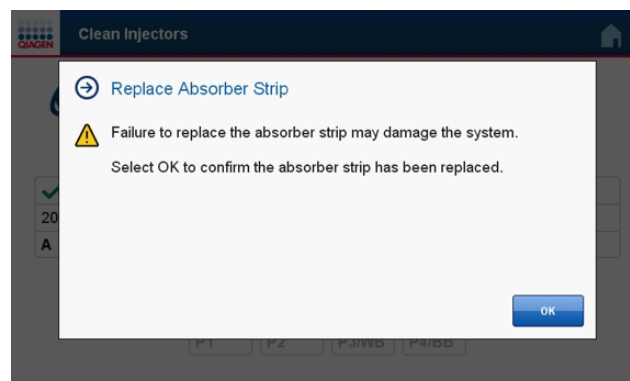 QIAGEN
Clean Injectors
Replace Absorber Strip
Failure to replace the absorber strip may damage the system.
Select OK to confirm the absorber strip has been replaced.
20
A
OK
P1 P2 P3/WB P4/BB